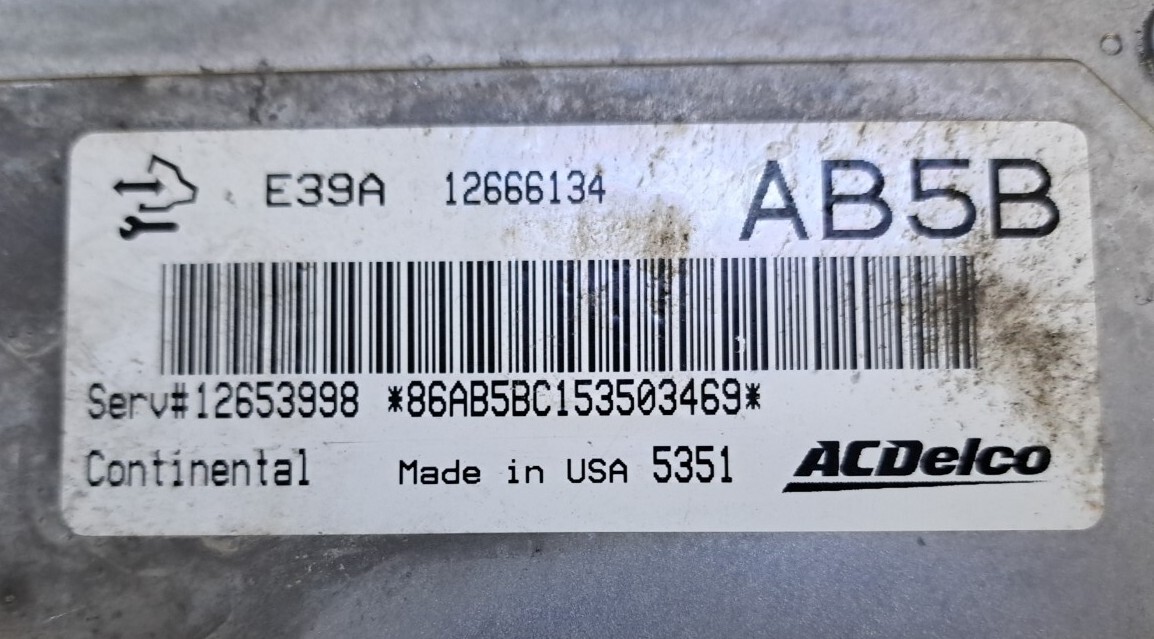 E39A 12666134 AB5B
Serv#12653998 *86AB5BC153503469*
Continental Made in USA 5351 ACDelco